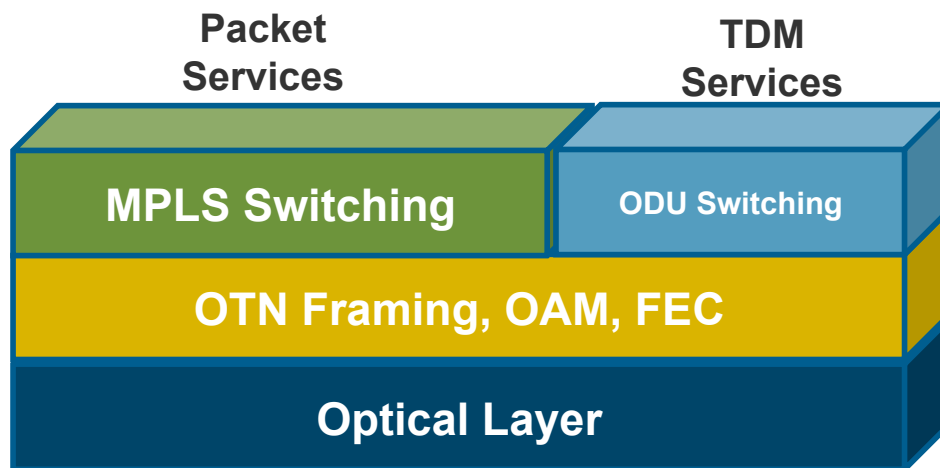 Packet
Services
TDM
Services
MPLS Switching
ODU Switching
OTN Framing, OAM, FEC
Optical Layer